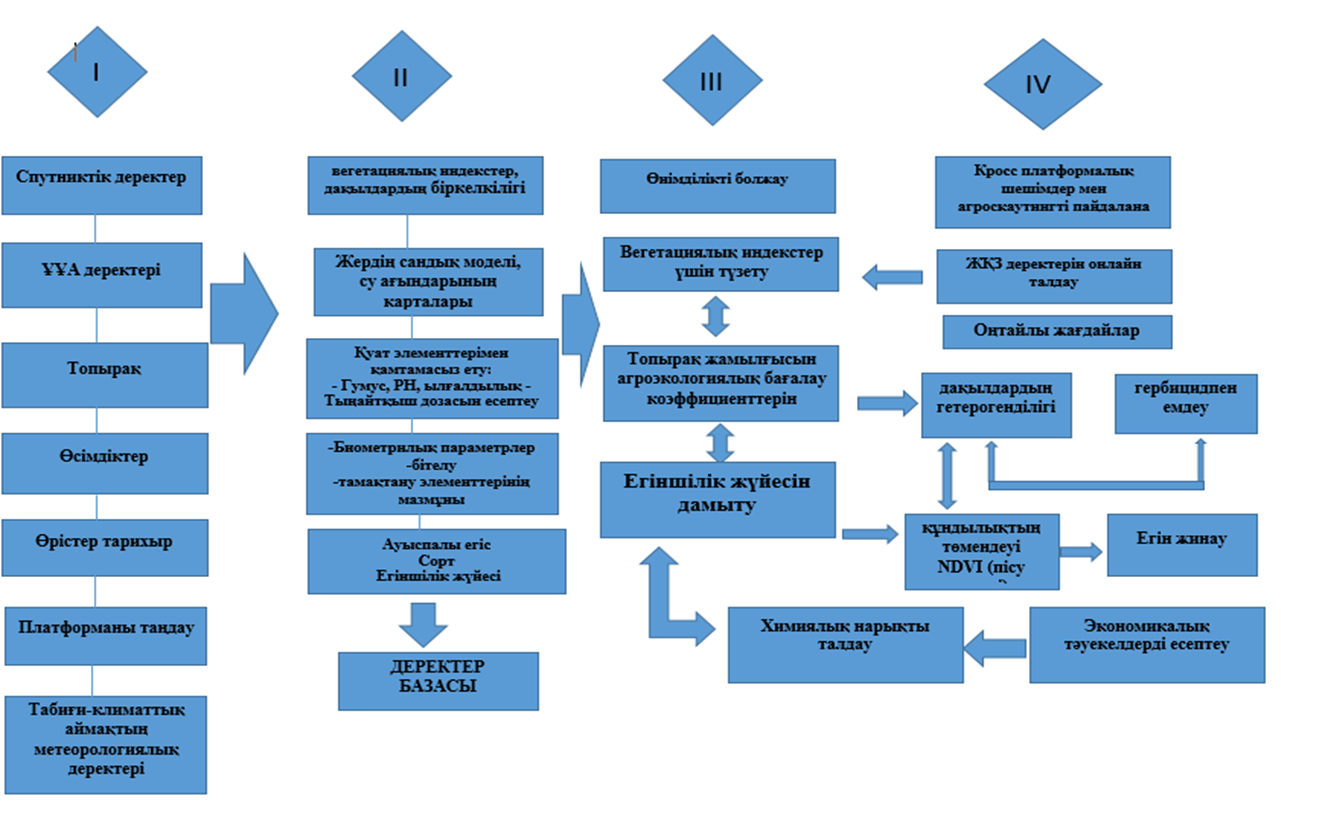 I
II
III
IV
Спутниктік деректер
ҰҰА деректері
Топырақ
Өсімдіктер
Өрістер тарихыр
Платформаны таңдау
Табиғи-климаттық
аймақтың
метеорологиялық
деректері
вегетациялық индекстер,
дақылдардың біркелкілігі
Жердін сандық моделі,
су ағындарының
карталары
Қуат элементтерімен
қамтамасыз ету:
- Гумус, РН, ылғалдылық -
Тыңайтқыш дозасын есептеу
-Биометрилық параметрлер
-бітелу
-тамақтану элементтерінің
мазмұны
Ауыспалы егіс
Сорт
Егіншілік жүйесі
ДЕРЕКТЕР
БАЗАСЫ
Өнімділікті болжау
Вегетациялық индекстер
үшін түзету
Топырақ жамылғысын
агроэкологиялық бағалау
коэффициенттерін
Егіншілік жүйесін
дамыту
Кросс платформалық
шешімдер мен
агроскаутингті пайдалана
ЖҚЗ деректерін онлайн
талдау
Оңтайлы жағдайлар
дақылдардың
гетерогенділігі
гербицидпен
емдеу
құндылықтың
төмендеуі
NDVI (пісу
Егін жинау
Химиялық нарықты
талдау
Экономикалық
тәуекелдерді есептеу